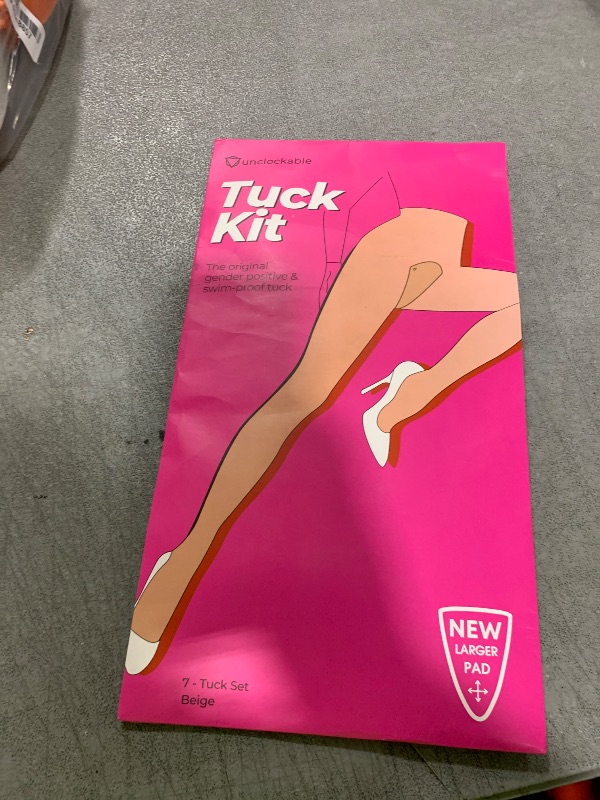 unclockable
Tuck
Kit
The original
gender positive &
swim-proof tuck
7 - Tuck Set
Beige
NEW
LARGER
PAD